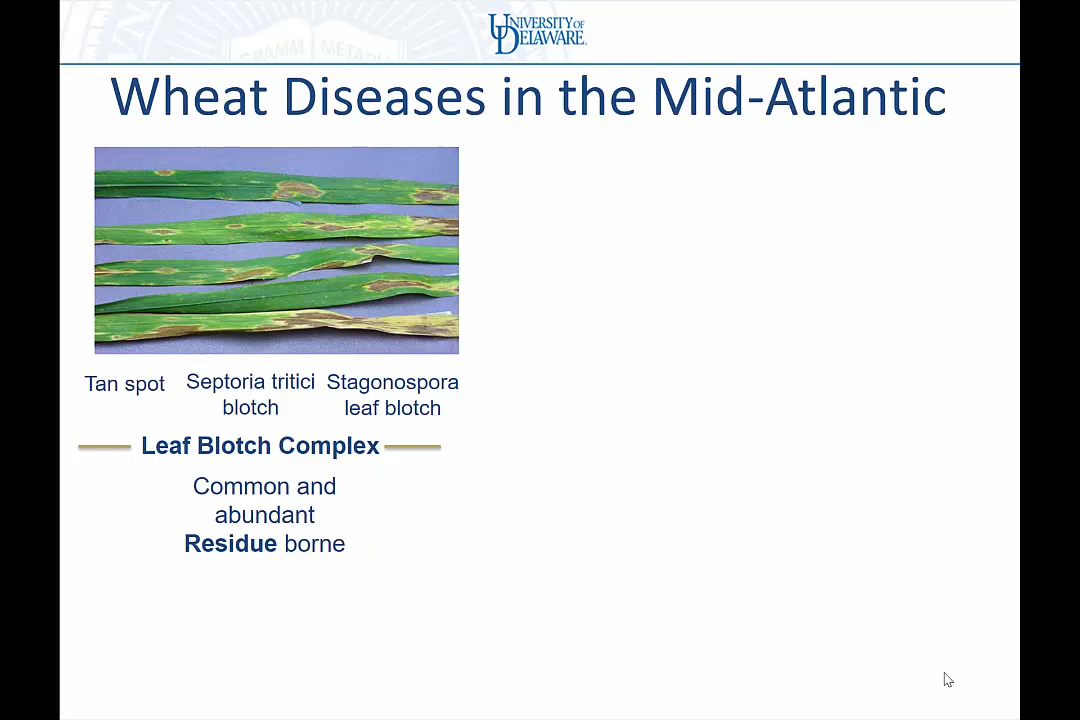 UNIVERSITY OF
DELAWARE.
Wheat Diseases in the Mid-Atlantic
Tan spot
Septoria tritici
blotch
Stagonospora
leaf blotch
Leaf Blotch Complex
Common and
abundant
Residue borne